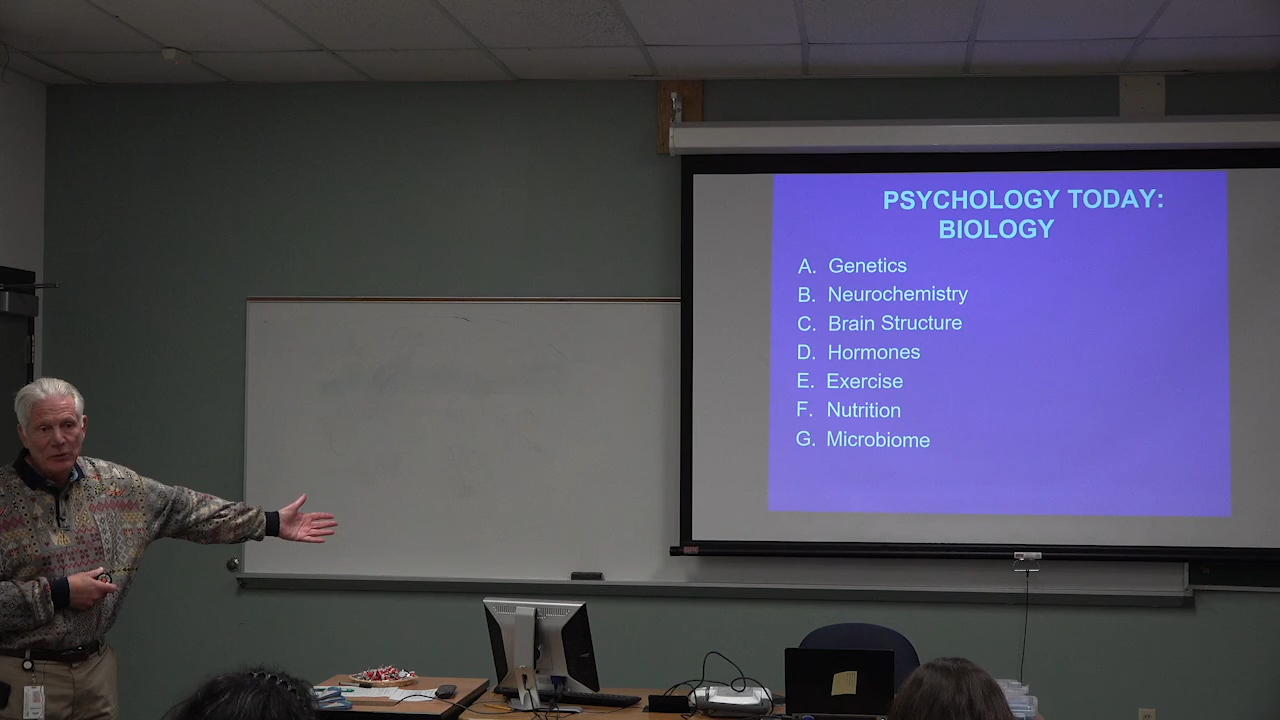 PSYCHOLOGY TODAY:
BIOLOGY
A. Genetics
B. Neurochemistry
C. Brain Structure
D. Hormones
E. Exercise
F. Nutrition
G. Microbiome